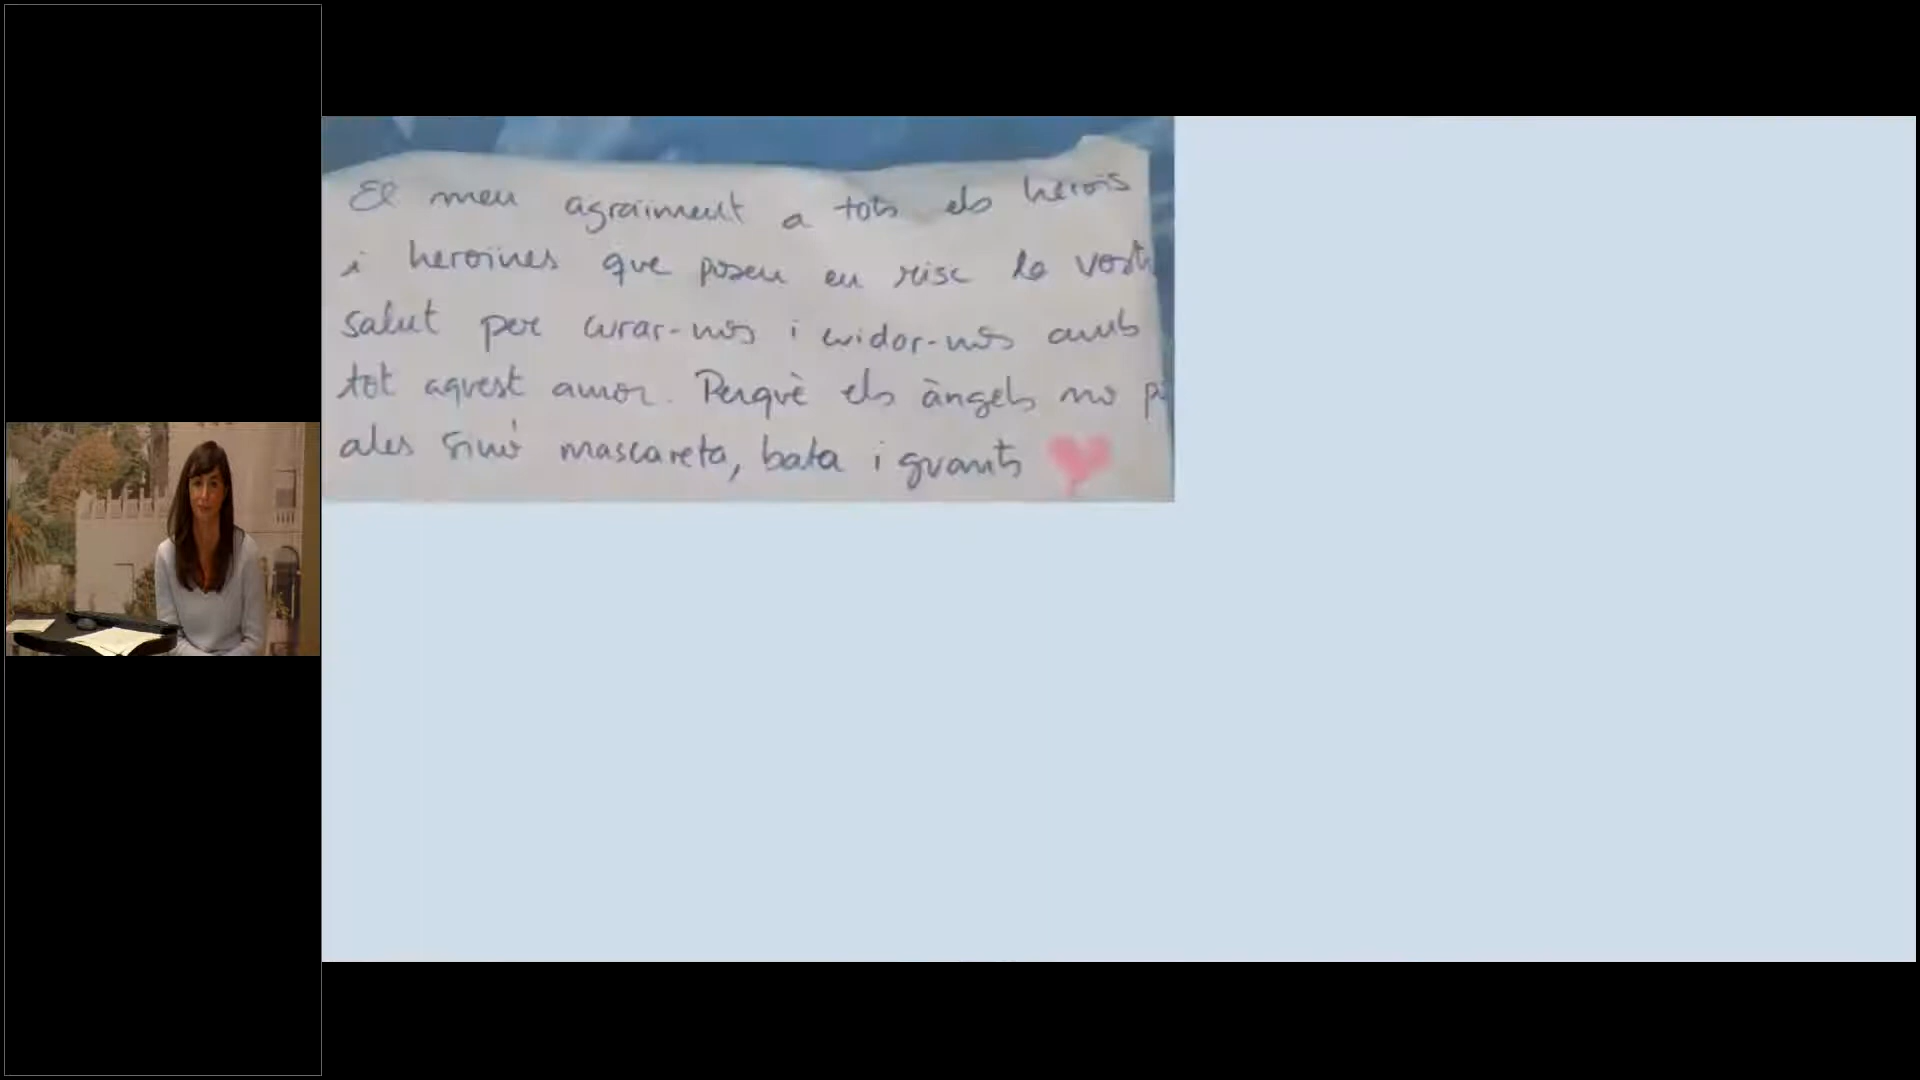 El meu agraiment a tots els herois
i heroïnes que poseu en risc la vost
salut per curar-nos i cuidar-nos amb
tot aquest amor. Perquè els àngels no p
ales sinó mascareta, bata i guants